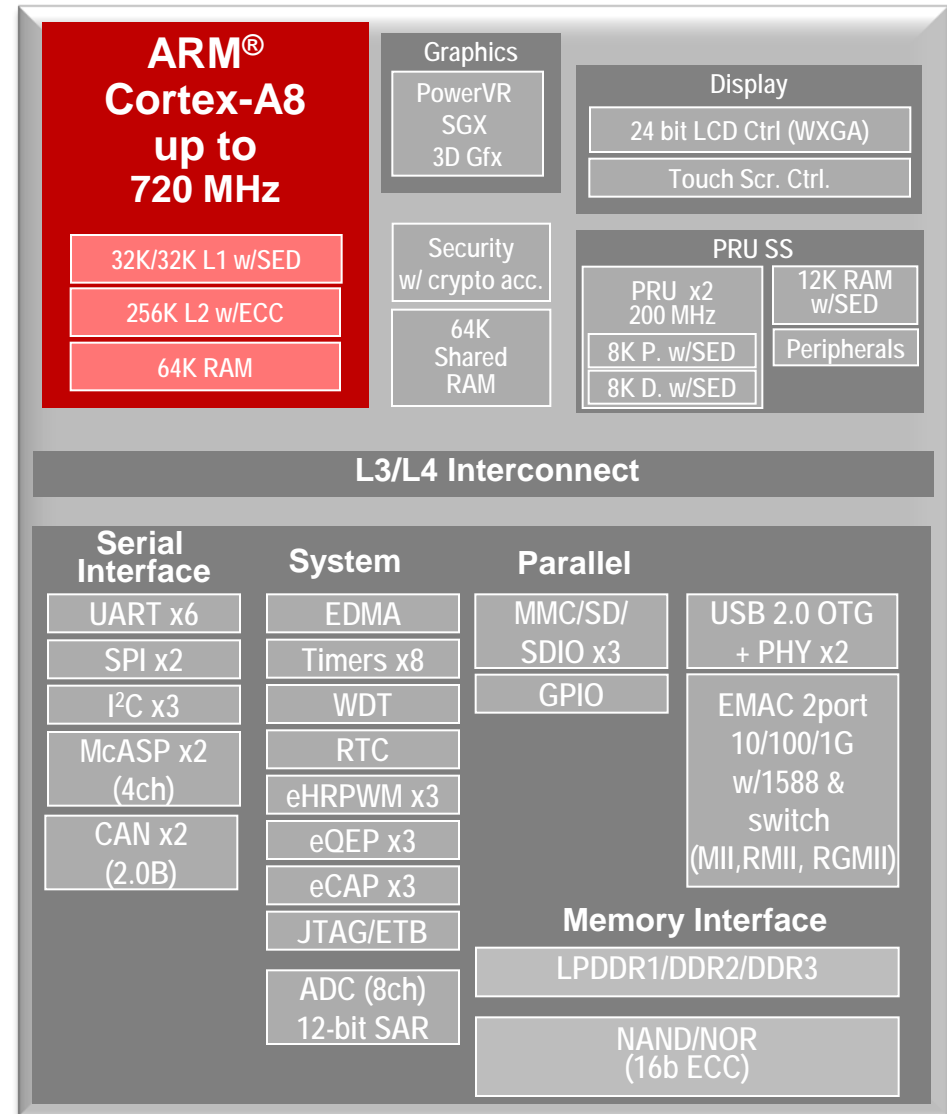 ARM®
Cortex-A8
up to
720 MHz
32K/32K L1 w/SED
256K L2 w/ECC
64K RAM
Graphics
PowerVR
SGX
3D Gfx
Security
w/ crypto acc.
64K
Shared
RAM
Display
24 bit LCD Ctrl (WXGA)
Touch Scr. Ctrl.
PRU SS
PRU x2
200 MHz
8K P. w/SED
8K D. w/SED
12K RAM
w/SED
Peripherals
L3/L4 Interconnect
Serial
Interface
UART x6
SPI x2
I²C x3
McASP x2
(4ch)
CAN x2
(2.0B)
System
EDMA
Timers x8
WDT
RTC
eHRPWM x3
eQEP x3
eCAP x3
JTAG/ETB
ADC (8ch)
12-bit SAR
Parallel
MMC/SD/
SDIO x3
GPIO
USB 2.0 OTG
+ PHY x2
EMAC 2port
10/100/1G
w/1588 &
switch
(MII,RMII, RGMII)
Memory Interface
LPDDR1/DDR2/DDR3
NAND/NOR
(16b ECC)